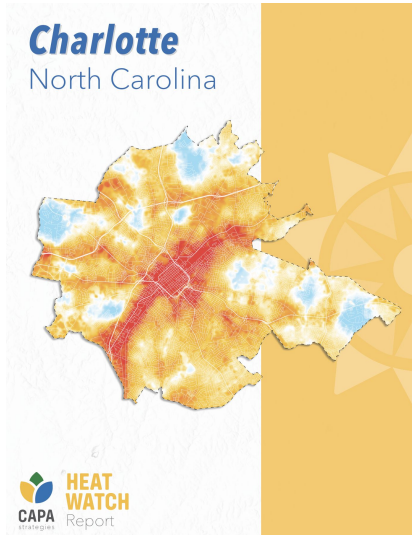 Charlotte
North Carolina
CAPA
strategies
HEAT
WATCH
Report